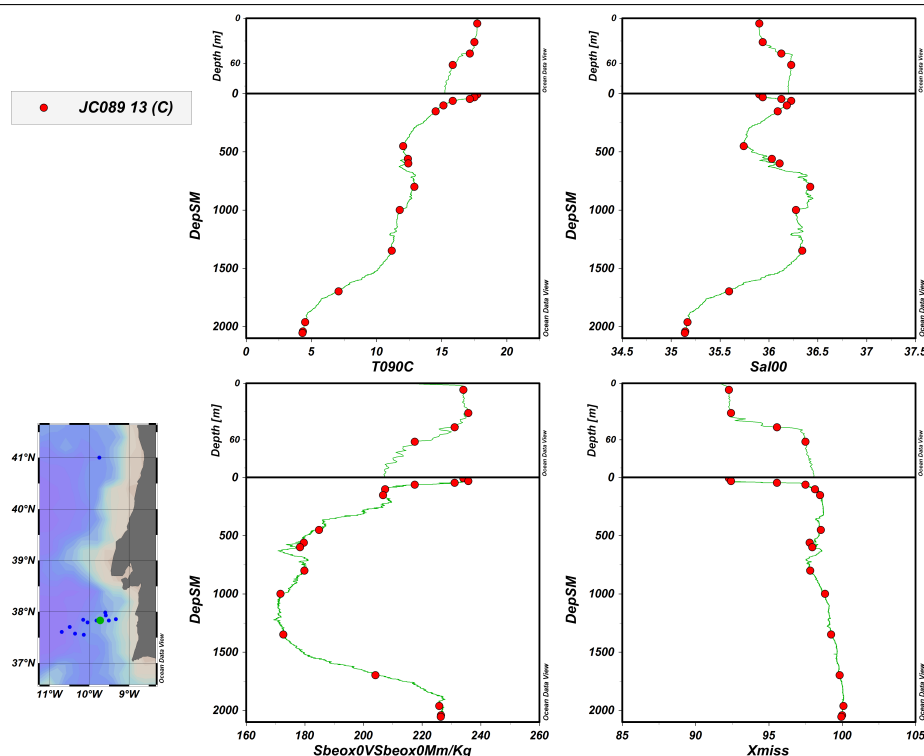 JC089 13 (C)
Depth [m]
0
60
Ocean Data View
DepSM
0
500
1000
1500
2000
Ocean Data View
0
5
10
15
20
T090C
Depth [m]
0
60
Ocean Data View
DepSM
0
500
1000
1500
2000
Ocean Data View
34.5
35
35.5
36
36.5
37
37.5
Sal00
41°N
40°N
39°N
38°N
37°N
11°W
10°W
9°W
Ocean Data View
Depth [m]
0
60
Ocean Data View
DepSM
0
500
1000
1500
2000
Ocean Data View
160
180
200
220
240
260
Sbeox0VSbeox0Mm/Kg
Depth [m]
0
60
Ocean Data View
DepSM
0
500
1000
1500
2000
Ocean Data View
85
90
95
100
105
Xmiss